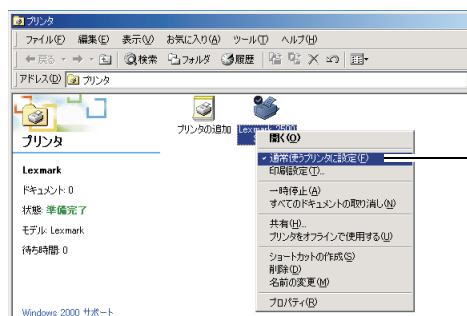 プリンタ
ファイル(F) 編集(E) 表示(V) お気に入り(A) ツール(T) ヘルプ(H)
戻る 検索 フォルダ 履歴
アドレス(D) プリンタ
プリンタの追加 Lexmark 2500
プリンタ
Lexmark
ドキュメント: 0
状態: 準備完了
モデル: Lexmark
待ち時間: 0
Windows 2000 サポート
開く(O)
通常使うプリンタに設定(F)
印刷設定(T)...
一時停止(A)
すべてのドキュメントの取り消し(N)
共有(H)...
プリンタをオフラインで使用する(U)
ショートカットの作成(S)
削除(D)
名前の変更(M)
プロパティ(R)